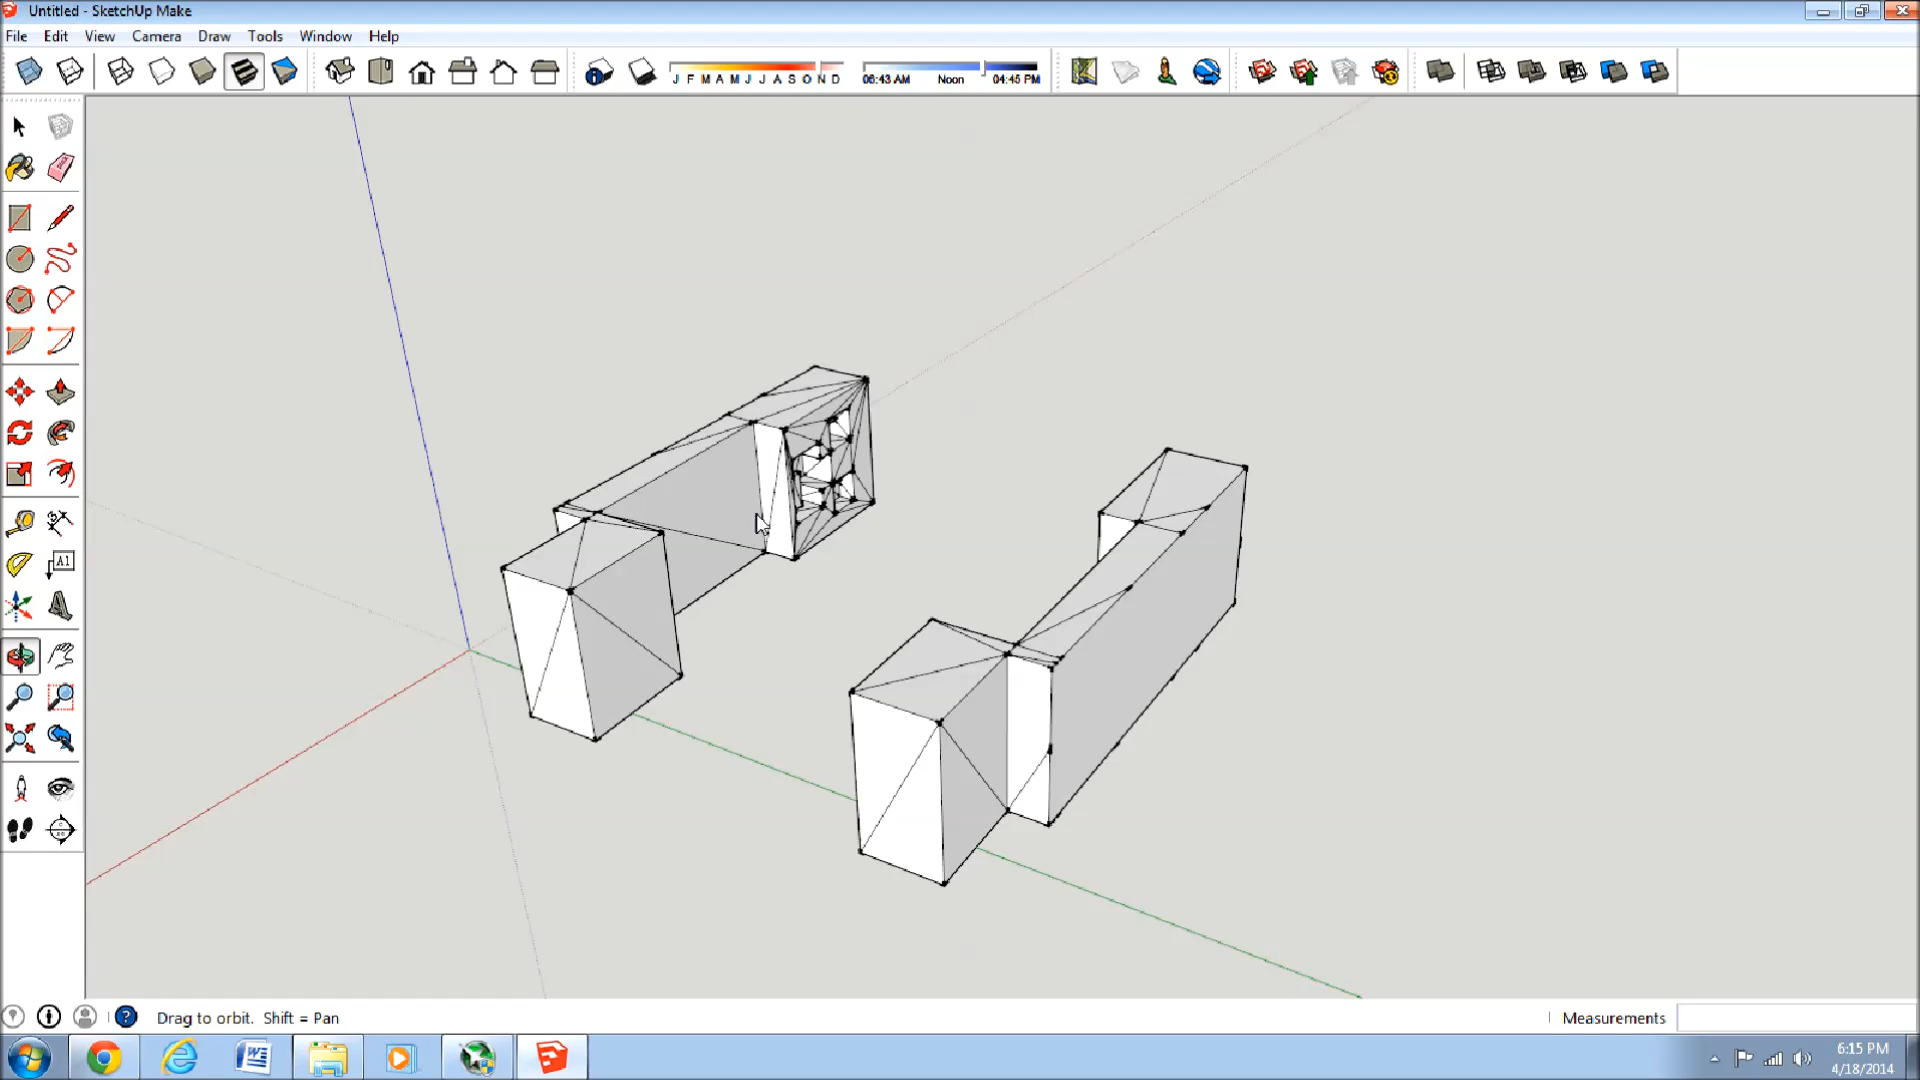 Untitled - SketchUp Make
File Edit View Camera Draw Tools Window Help
J F M A M J J A S O N D
06:43 AM Noon 04:45 PM
A1
Drag to orbit. Shift = Pan
Measurements
6:15 PM
4/18/2014